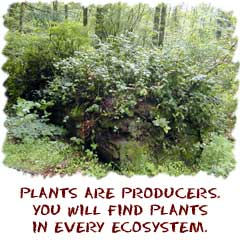 PLANTS ARE PRODUCERS.
YOU WILL FIND PLANTS
IN EVERY ECOSYSTEM.